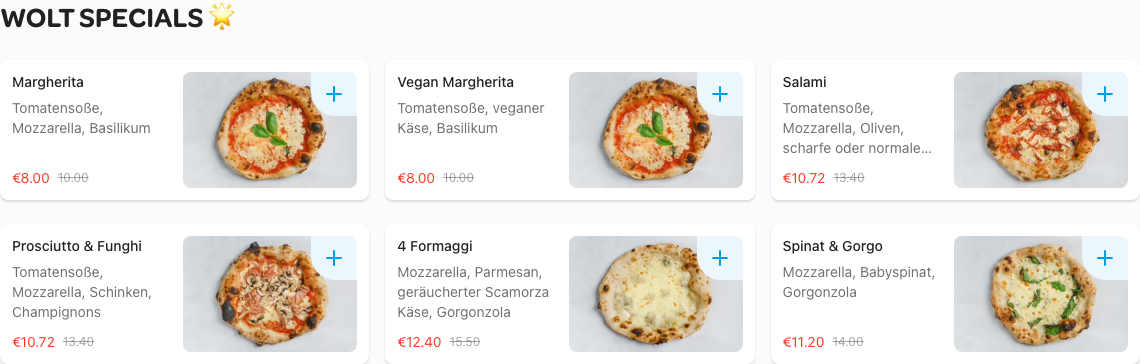 WOLT SPECIALS 🌟
Margherita
Tomatensoße,
Mozzarella, Basilikum
€8.00 10.00
Vegan Margherita
Tomatensoße, veganer
Käse, Basilikum
€8.00 10.00
Salami
Tomatensoße,
Mozzarella, Oliven,
scharfe oder normale...
€10.72 13.40
Prosciutto & Funghi
Tomatensoße,
Mozzarella, Schinken,
Champignons
€10.72 13.40
4 Formaggi
Mozzarella, Parmesan,
geräucherter Scamorza
Käse, Gorgonzola
€12.40 15.50
Spinat & Gorgo
Mozzarella, Babyspinat,
Gorgonzola
€11.20 14.00